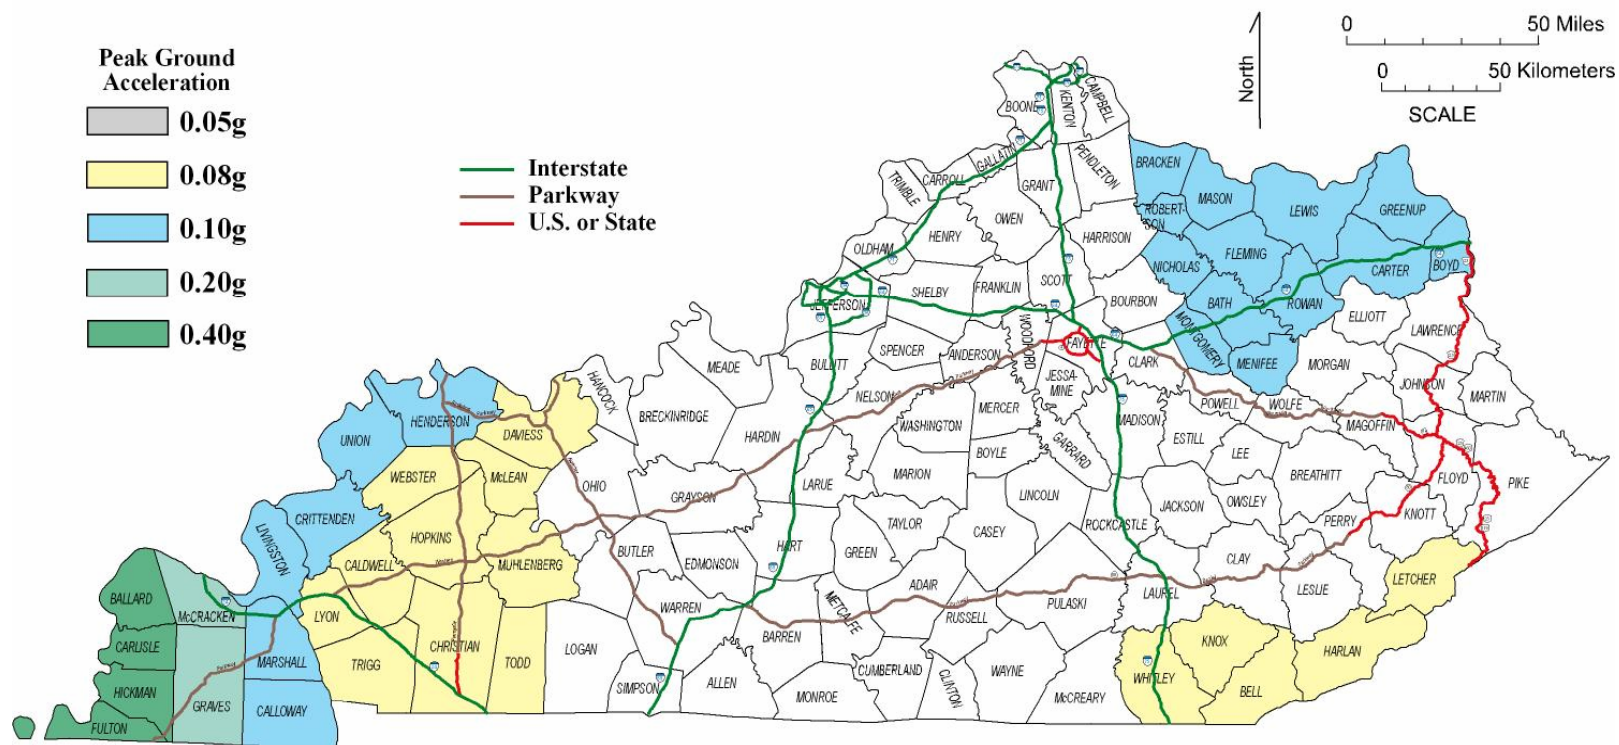 Peak Ground
Acceleration
0.05g
0.08g
0.10g
0.20g
0.40g
Interstate
Parkway
U.S. or State
North
0 50 Miles
0 50 Kilometers
SCALE
BOONE
KENTON
CAMPBELL
GALLATIN
PENDLETON
BRACKEN
CARROLL
TRIMBLE
GRANT
MASON
ROBERT-
SON
LEWIS
GREENUP
OWEN
HENRY
HARRISON
OLDHAM
FLEMING
NICHOLAS
CARTER
BOYD
JEFFERSON
SHELBY
FRANKLIN
SCOTT
BOURBON
BATH
ROWAN
ELLIOTT
LAWRENCE
WOODFORD
FAYETTE
MONTGOMERY
MENIFEE
MORGAN
BULLITT
SPENCER
ANDERSON
CLARK
MEADE
HANCOCK
JESSA-
MINE
JOHNSON
MARTIN
NELSON
MERCER
MADISON
POWELL
WOLFE
MAGOFFIN
BRECKINRIDGE
HENDERSON
UNION
DAVIESS
HARDIN
WASHINGTON
BOYLE
GARRARD
ESTILL
LEE
BREATHITT
WEBSTER
McLEAN
OHIO
GRAYSON
LARUE
MARION
LINCOLN
JACKSON
OWSLEY
FLOYD
PIKE
KNOTT
PERRY
CRITTENDEN
LIVINGSTON
HOPKINS
CALDWELL
MUHLENBERG
BUTLER
EDMONSON
HART
GREEN
TAYLOR
CASEY
ROCKCASTLE
CLAY
LESLIE
LETCHER
BALLARD
McCRACKEN
LYON
WARREN
BARREN
METCALFE
ADAIR
RUSSELL
PULASKI
LAUREL
KNOX
HARLAN
CARLISLE
MARSHALL
TRIGG
CHRISTIAN
TODD
LOGAN
SIMPSON
ALLEN
MONROE
CUMBERLAND
CLINTON
WAYNE
McCREARY
WHITLEY
BELL
HICKMAN
GRAVES
CALLOWAY
FULTON